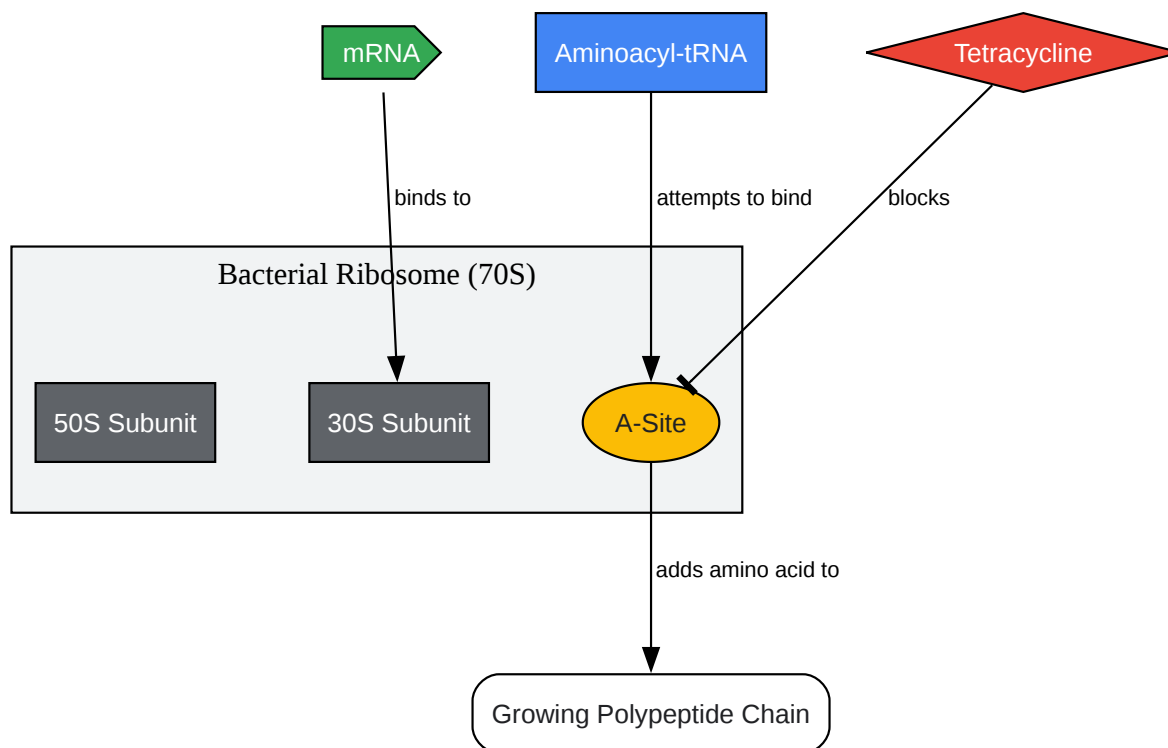 mRNA
Aminoacyl-tRNA
Tetracycline
binds to
attempts to bind
blocks
Bacterial Ribosome (70S)
50S Subunit
30S Subunit
A-Site
adds amino acid to
Growing Polypeptide Chain